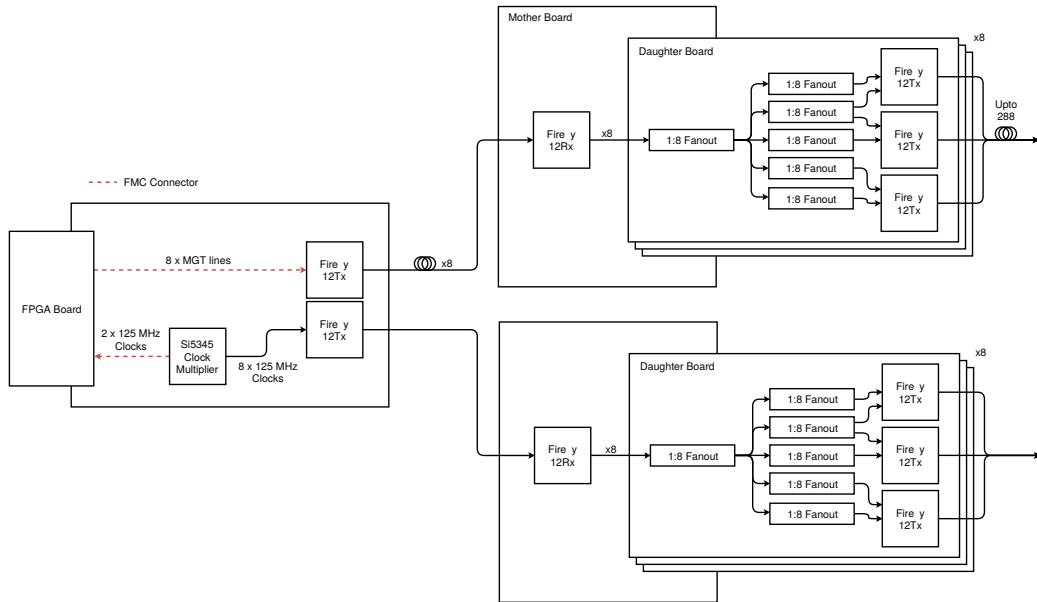 Mother Board
x8
Daughter Board
1:8 Fanout
1:8 Fanout
1:8 Fanout
1:8 Fanout
1:8 Fanout
1:8 Fanout
Fire y
12Tx
Fire y
12Tx
Fire y
12Tx
Upto
288
Fire y
12Rx
x8
FMC Connector
FPGA Board
8 x MGT lines
Fire y
12Tx
x8
2 x 125 MHz
Clocks
Si5345
Clock
Multiplier
8 x 125 MHz
Clocks
Fire y
12Tx
x8
Daughter Board
Fire y
12Rx
x8
1:8 Fanout
1:8 Fanout
1:8 Fanout
1:8 Fanout
1:8 Fanout
1:8 Fanout
Fire y
12Tx
Fire y
12Tx
Fire y
12Tx